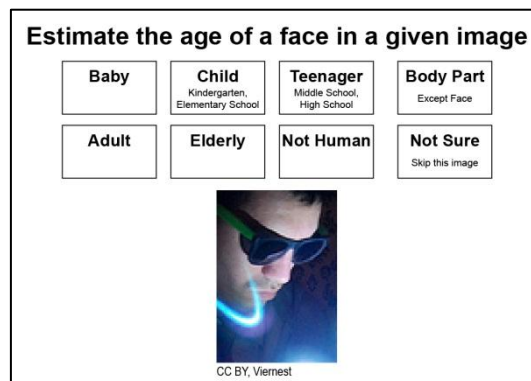 Estimate the age of a face in a given image
Baby
Child
Kindergarten,
Elementary School
Teenager
Middle School,
High School
Body Part
Except Face
Adult
Elderly
Not Human
Not Sure
Skip this image
CC BY, Viernest